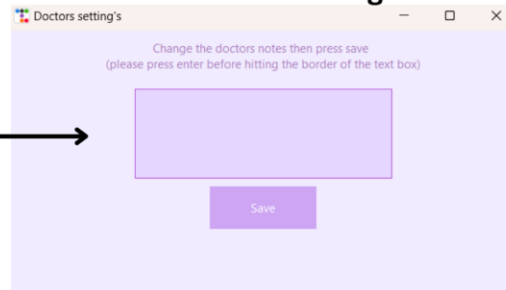 Doctors setting's
Change the doctors notes then press save
(please press enter before hitting the border of the text box)
Save